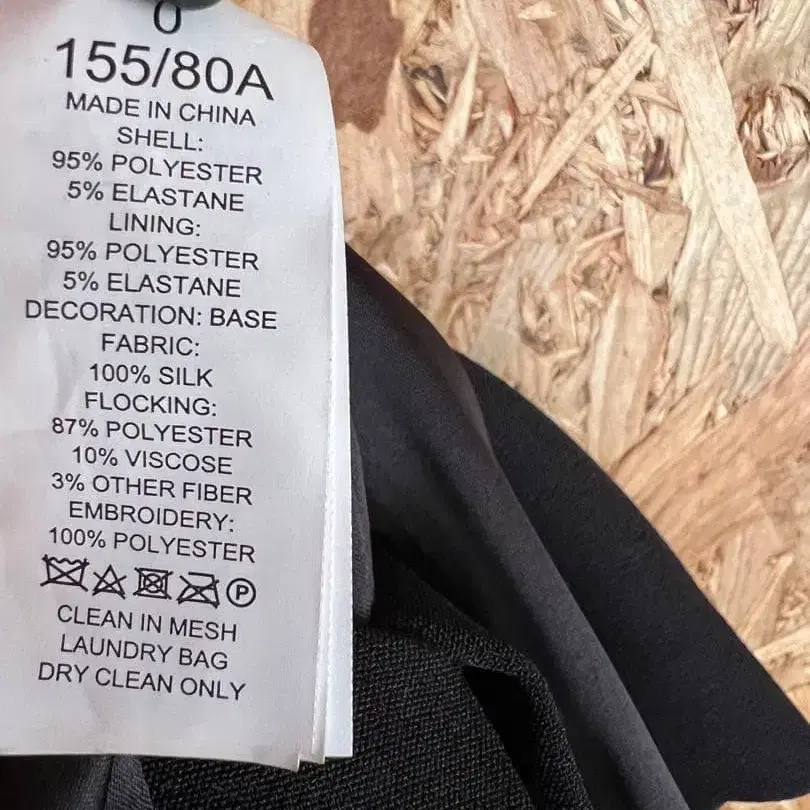 0
155/80A
MADE IN CHINA
SHELL:
95% POLYESTER
5% ELASTANE
LINING:
95% POLYESTER
5% ELASTANE
DECORATION: BASE
FABRIC:
100% SILK
FLOCKING:
87% POLYESTER
10% VISCOSE
3% OTHER FIBER
EMBROIDERY:
100% POLYESTER
P
CLEAN IN MESH
LAUNDRY BAG
DRY CLEAN ONLY